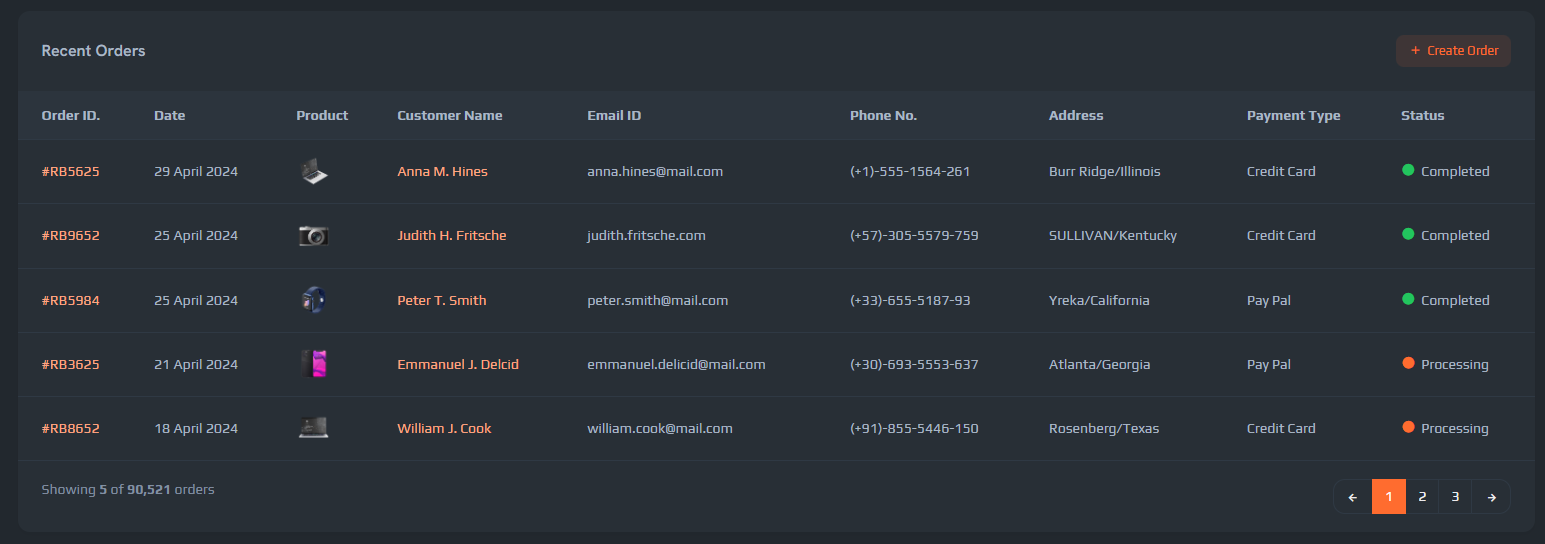 Recent Orders
+ Create Order
Order ID. Date Product Customer Name Email ID Phone No. Address Payment Type Status
#RB5625 29 April 2024 Anna M. Hines anna.hines@mail.com (+1)-555-1564-261 Burr Ridge/Illinois Credit Card Completed
#RB9652 25 April 2024 Judith H. Fritsche judith.fritsche.com (+57)-305-5579-759 SULLIVAN/Kentucky Credit Card Completed
#RB5984 25 April 2024 Peter T. Smith peter.smith@mail.com (+33)-655-5187-93 Yreka/California Pay Pal Completed
#RB3625 21 April 2024 Emmanuel J. Delcid emmanuel.delicid@mail.com (+30)-693-5553-637 Atlanta/Georgia Pay Pal Processing
#RB8652 18 April 2024 William J. Cook william.cook@mail.com (+91)-855-5446-150 Rosenberg/Texas Credit Card Processing
Showing 5 of 90,521 orders
← 1 2 3 →